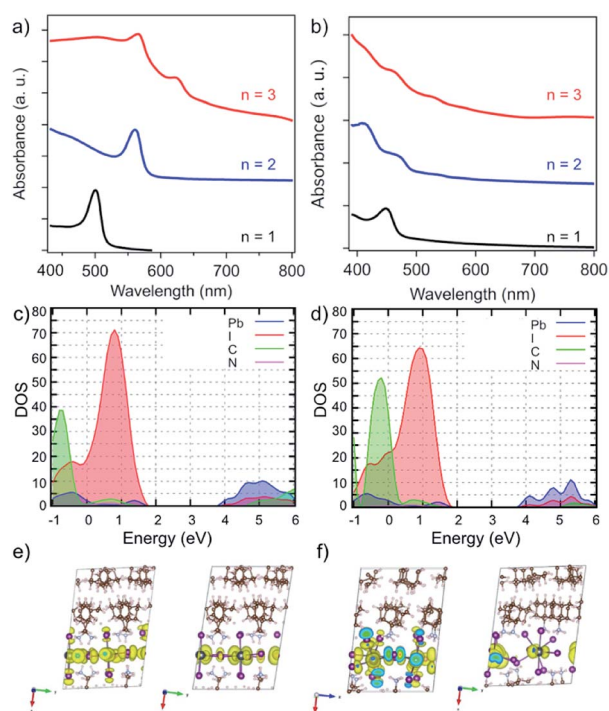 a)
Absorbance (a. u.)
n = 3
n = 2
n = 1
500
600
700
800
Wavelength (nm)
b)
Absorbance (a. u.)
n = 3
n = 2
n = 1
400
500
600
700
800
Wavelength (nm)
c)
DOS
80
70
60
50
40
30
20
10
0
Pb
I
C
N
-1
0
1
2
3
4
5
6
Energy (eV)
d)
DOS
80
70
60
50
40
30
20
10
0
Pb
I
C
N
-1
0
1
2
3
4
5
6
Energy (eV)
e)
f)